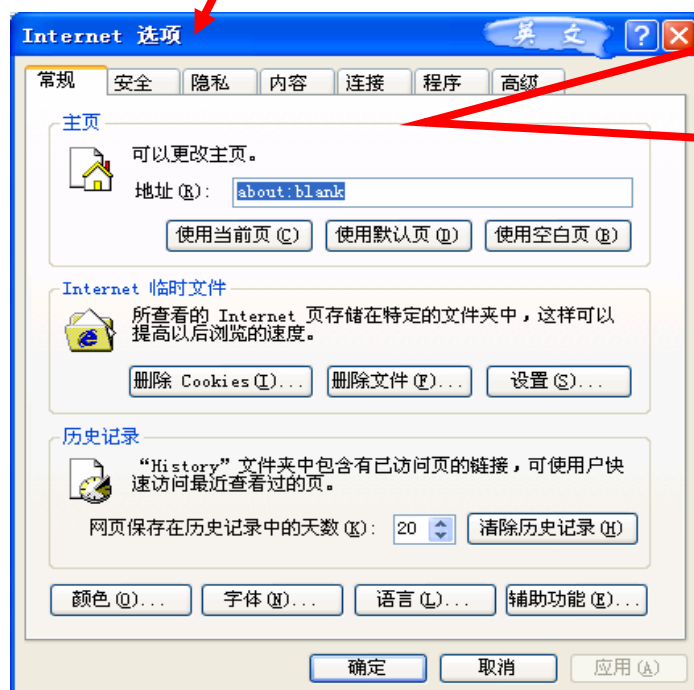 Internet 选项
英 文
常规 安全 隐私 内容 连接 程序 高级
主页
可以更改主页。
地址(R): about:blank
使用当前页(C) 使用默认页(D) 使用空白页(B)
Internet 临时文件
所查看的 Internet 页存储在特定的文件夹中，这样可以
提高以后浏览的速度。
删除 Cookies(I)... 删除文件(F)... 设置(S)...
历史记录
“History”文件夹中包含有已访问页的链接，可使用户快
速访问最近查看过的页。
网页保存在历史记录中的天数(K): 20 清除历史记录(H)
颜色(O)... 字体(N)... 语言(L)... 辅助功能(E)...
确定 取消 应用(A)